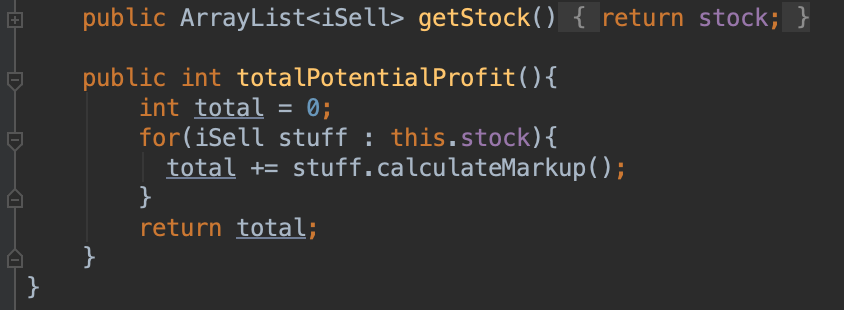 public ArrayList<iSell> getStock() { return stock; }
public int totalPotentialProfit(){
int total = 0;
for(iSell stuff : this.stock){
total += stuff.calculateMarkup();
}
return total;
}
}